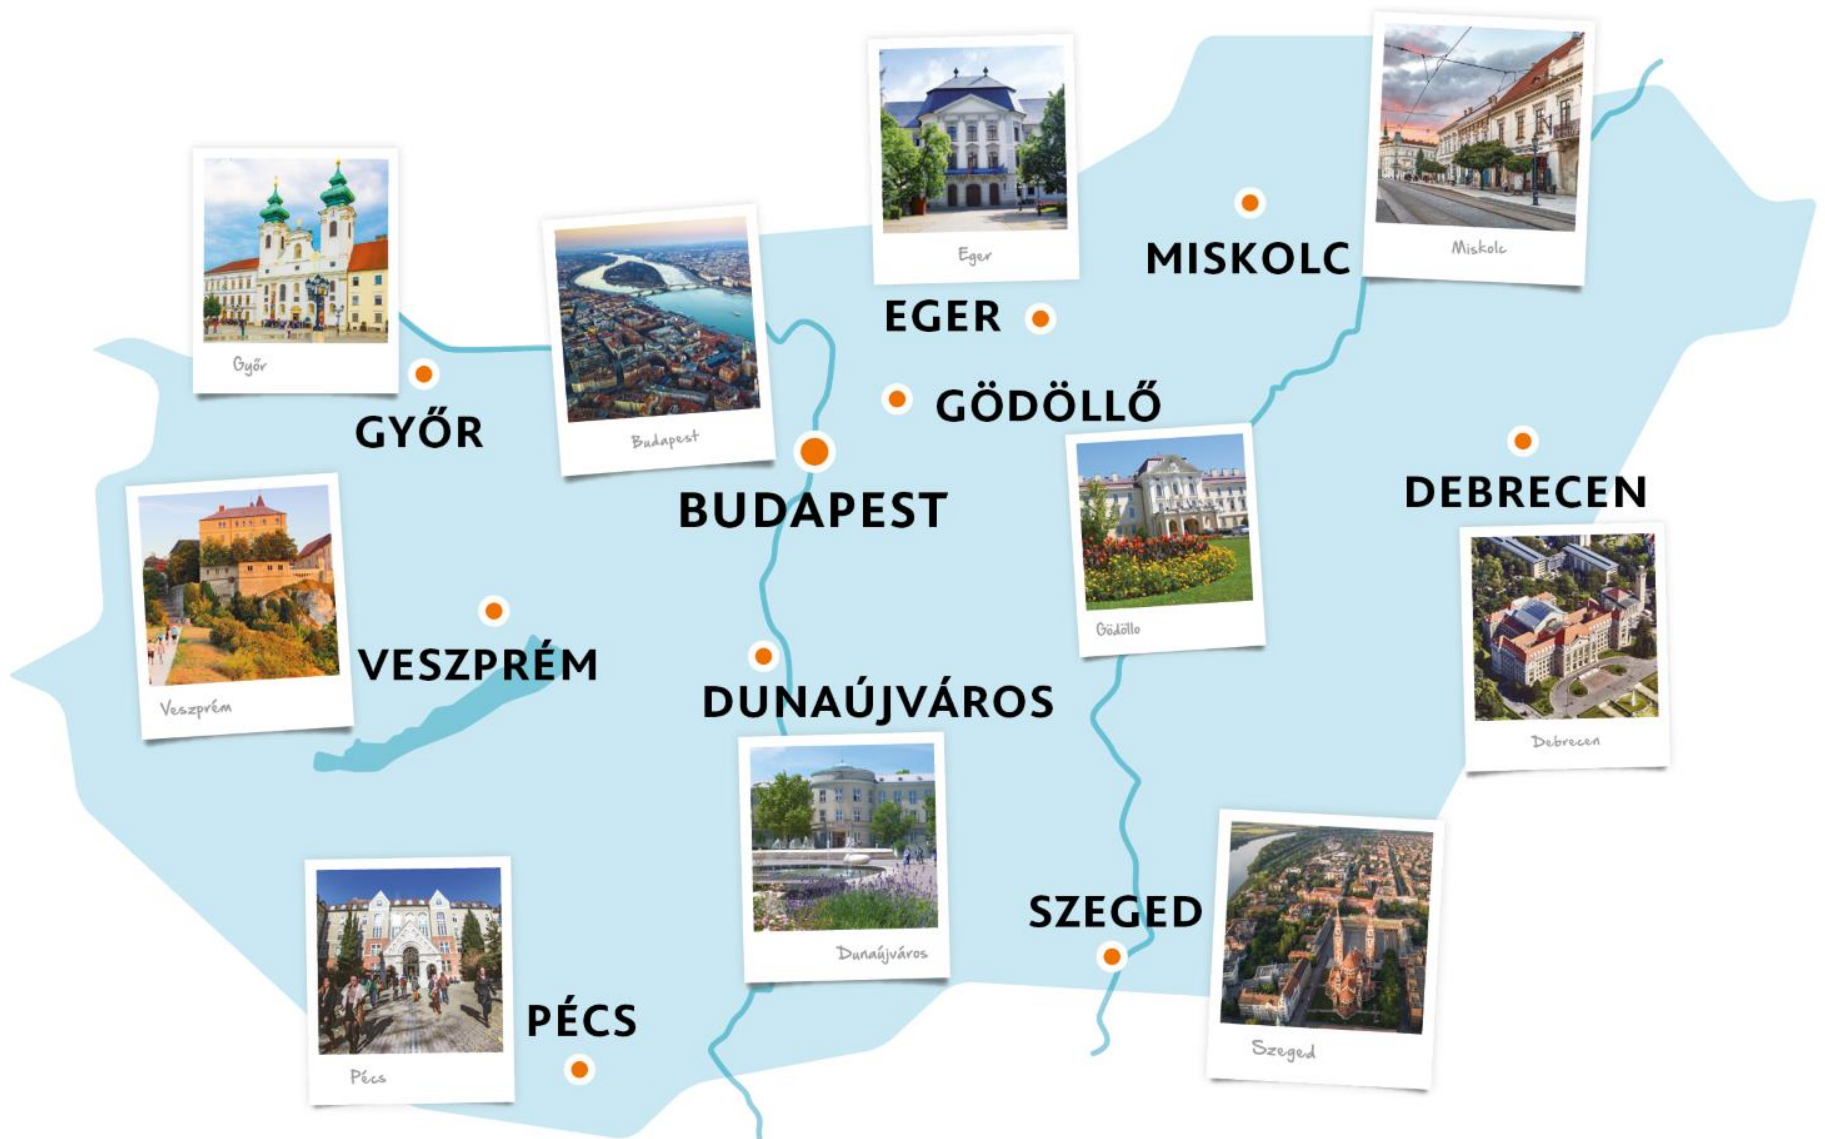 Miskolc
Eger
MISKOLC
EGER
Győr
GÖDÖLLŐ
GYŐR
Budapest
DEBRECEN
BUDAPEST
Gödöllo
VESZPRÉM
DUNAÚJVÁROS
Veszprém
Debrecen
SZEGED
Dunaújváros
PÉCS
Szeged
Pécs